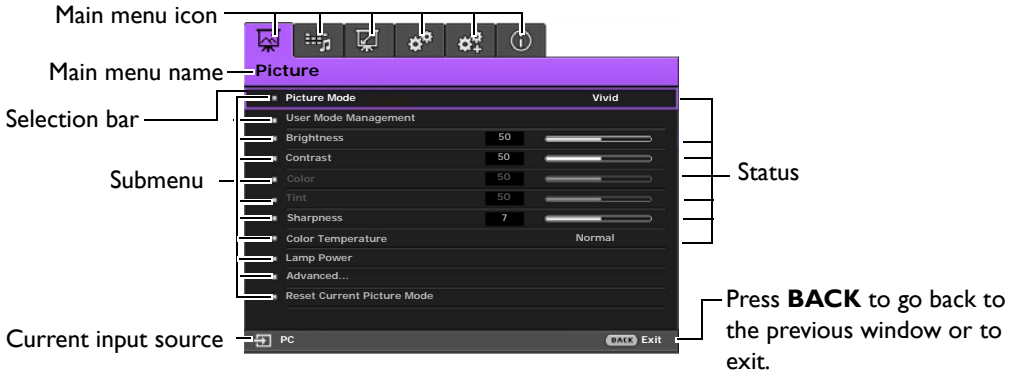 Main menu icon
Main menu name
Picture
Selection bar
Picture Mode Vivid
User Mode Management
Brightness 50
Contrast 50
Submenu
Status
Color 50
Tint 50
Sharpness 7
Color Temperature Normal
Lamp Power
Advanced...
Reset Current Picture Mode
Current input source
PC
BACK Exit
Press BACK to go back to
the previous window or to
exit.